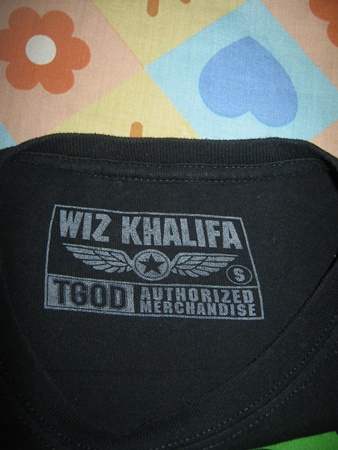 WIZ KHALIFA
S
TGOD
AUTHORIZED
MERCHANDISE